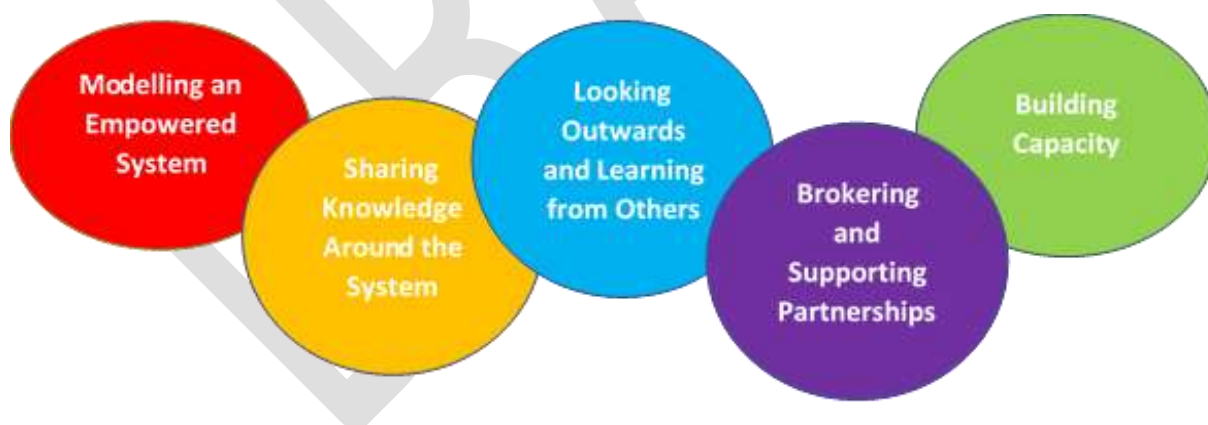 Modelling an
Empowered
System
Sharing
Knowledge
Around the
System
Looking
Outwards
and Learning
from Others
Brokering
and
Supporting
Partnerships
Building
Capacity